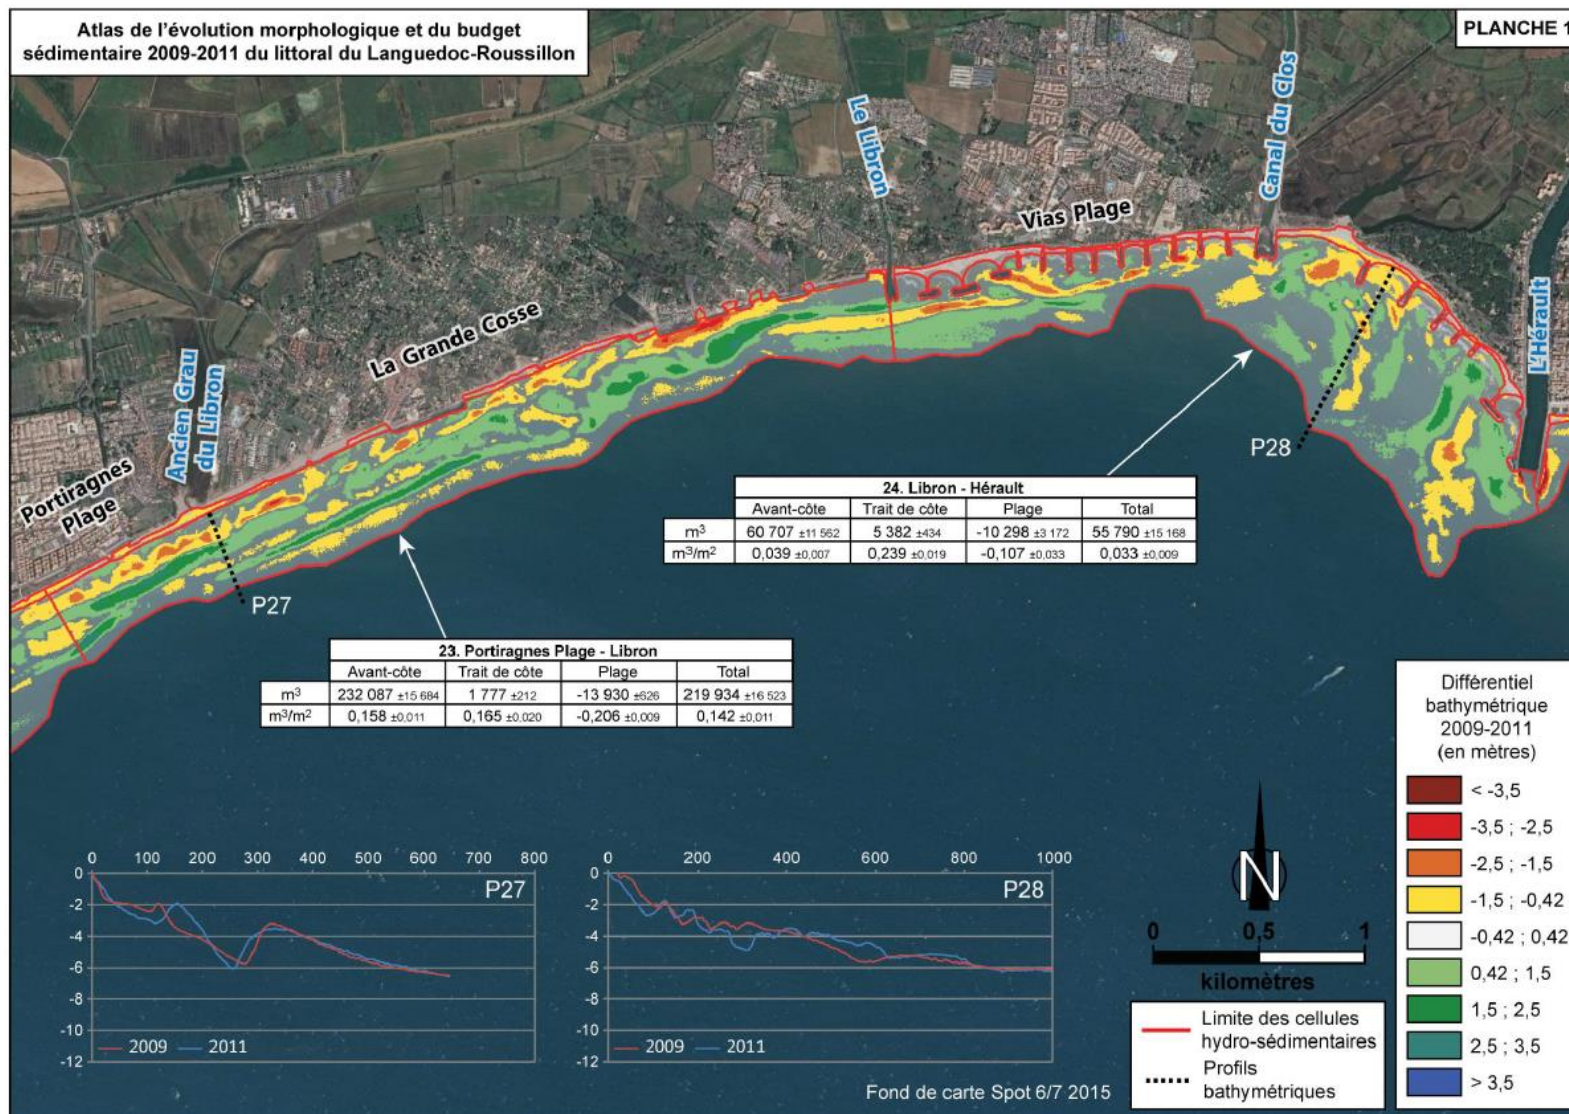 Atlas de l'évolution morphologique et du budget
sédimentaire 2009-2011 du littoral du Languedoc-Roussillon
PLANCHE 1
Le Libron
Canal du Clos
Vias Plage
L'Hérault
La Grande Cosse
Ancien Grau
du Libron
Portiragnes
Plage
P28
P27
24. Libron - Hérault
Avant-côte Trait de côte Plage Total
m³ 60 707 ±11 562 5 382 ±434 -10 298 ±3 172 55 790 ±15 168
m³/m² 0,039 ±0,007 0,239 ±0,019 -0,107 ±0,033 0,033 ±0,009
23. Portiragnes Plage - Libron
Avant-côte Trait de côte Plage Total
m³ 232 087 ±15 684 1 777 ±212 -13 930 ±626 219 934 ±16 523
m³/m² 0,158 ±0,011 0,165 ±0,020 -0,206 ±0,009 0,142 ±0,011
Différentiel
bathymétrique
2009-2011
(en mètres)
< -3,5
-3,5 ; -2,5
-2,5 ; -1,5
-1,5 ; -0,42
-0,42 ; 0,42
0,42 ; 1,5
1,5 ; 2,5
2,5 ; 3,5
> 3,5
0 100 200 300 400 500 600 700 800
P27
0
-2
-4
-6
-8
-10
-12
2009 2011
0 200 400 600 800 1000
P28
0
-2
-4
-6
-8
-10
-12
2009 2011
N
0 0,5 1
kilomètres
Limite des cellules
hydro-sédimentaires
Profils
bathymétriques
Fond de carte Spot 6/7 2015